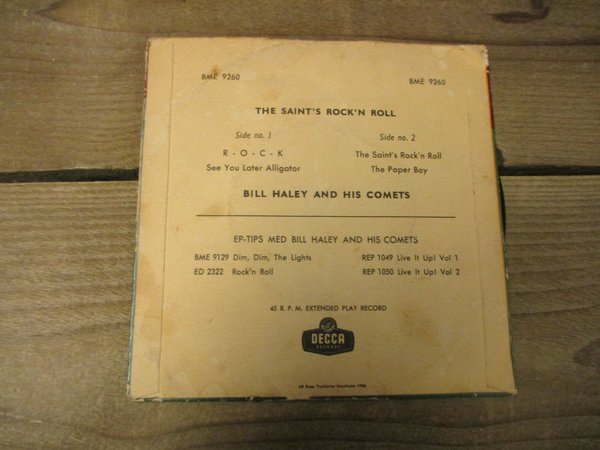 BME 9260 BME 9260
THE SAINT'S ROCK'N ROLL
Side no. 1 Side no. 2
R - O - C - K The Saint's Rock'n Roll
See You Later Alligator The Paper Boy
BILL HALEY AND HIS COMETS
EP-TIPS MED BILL HALEY AND HIS COMETS
BME 9129 Dim, Dim, The Lights REP 1049 Live It Up! Vol 1
ED 2322 Rock'n Roll REP 1050 Live It Up! Vol 2
45 R. P. M. EXTENDED PLAY RECORD
DECCA
RECORDS